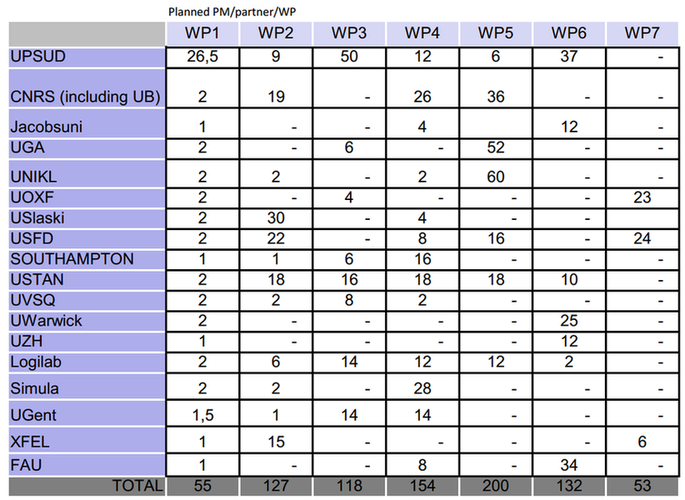 Planned PM/partner/WP
WP1 WP2 WP3 WP4 WP5 WP6 WP7
UPSUD 26,5 9 50 12 6 37 -
CNRS (including UB) 2 19 - 26 36 - -
Jacobsuni 1 - - 4 12 -
UGA 2 - 6 - 52 - -
UNIKL 2 2 - 2 60 - -
UOXF 2 - 4 - - - 23
USlaski 2 30 - 4 - - -
USFD 2 22 - 8 16 - 24
SOUTHAMPTON 1 1 6 16 - - -
USTAN 2 18 16 18 18 10 -
UVSQ 2 2 8 2 - - -
UWarwick 2 - - - - 25 -
UZH 1 - - - - 12 -
Logilab 2 6 14 12 12 2 -
Simula 2 2 - 28 - - -
UGent 1,5 1 14 14 - - -
XFEL 1 15 - - - - 6
FAU 1 - - 8 - 34 -
TOTAL 55 127 118 154 200 132 53